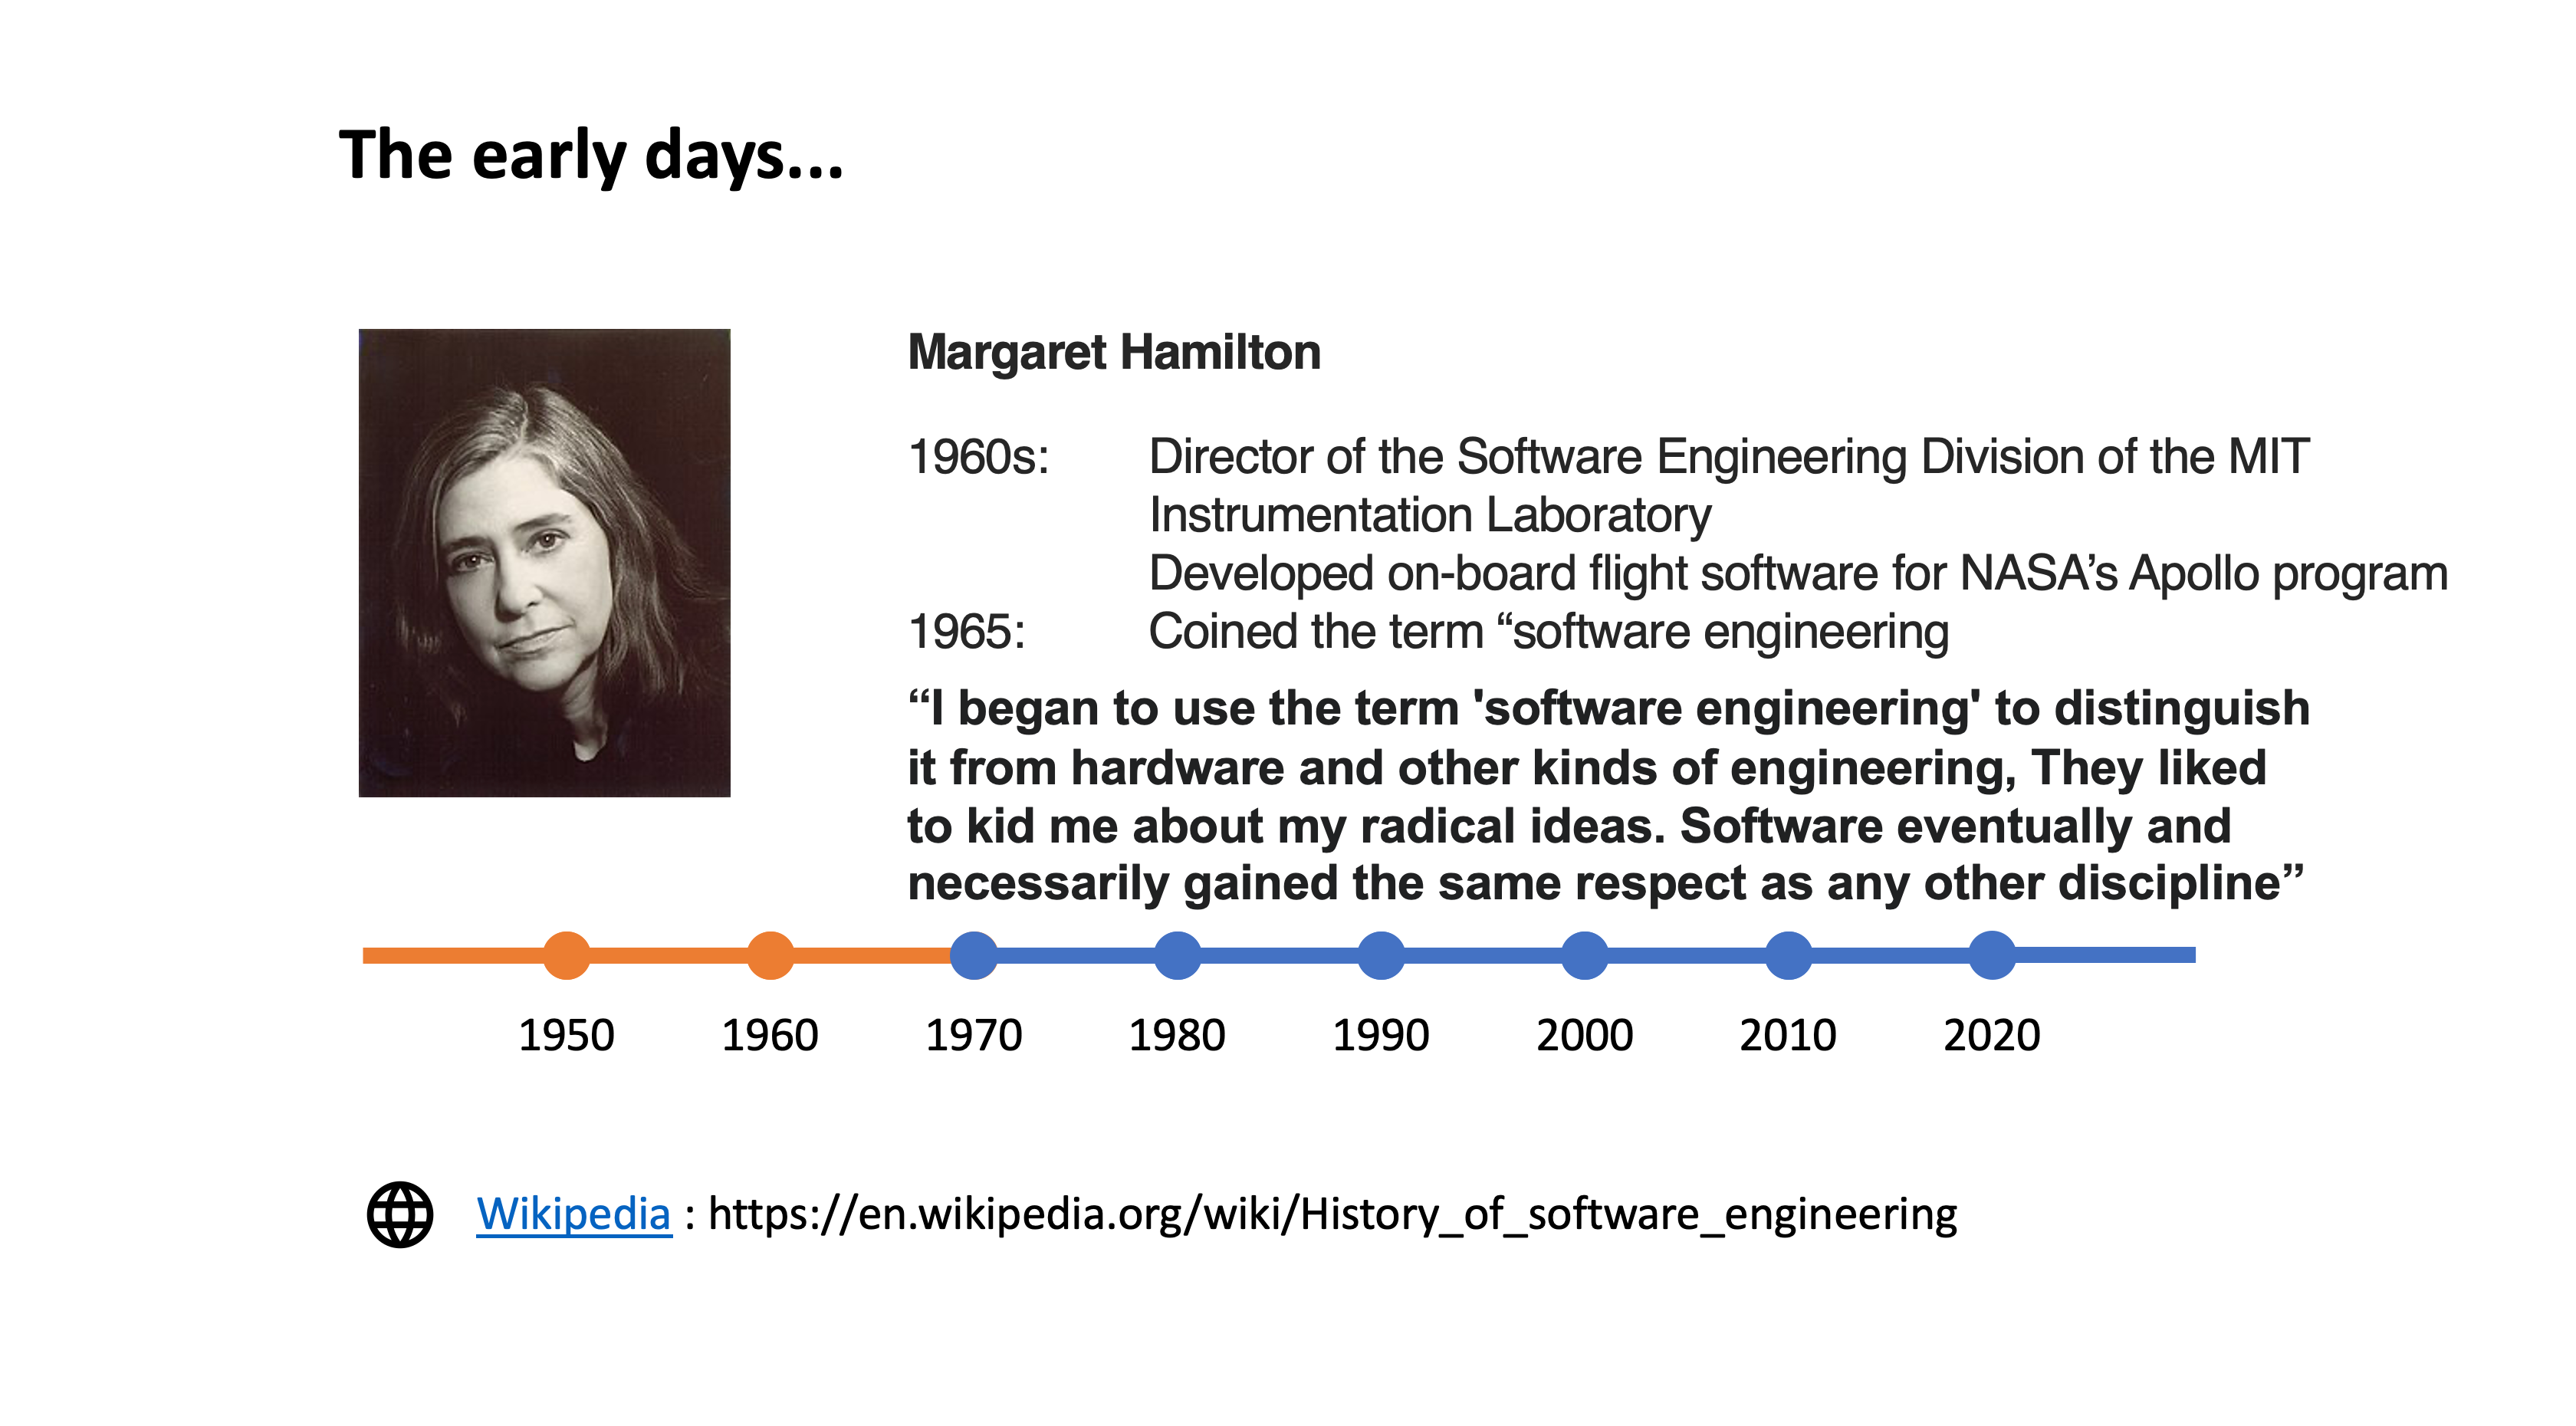 The early days...
Margaret Hamilton
1960s: Director of the Software Engineering Division of the MIT
Instrumentation Laboratory
Developed on-board flight software for NASA’s Apollo program
1965: Coined the term “software engineering
“I began to use the term 'software engineering' to distinguish
it from hardware and other kinds of engineering, They liked
to kid me about my radical ideas. Software eventually and
necessarily gained the same respect as any other discipline”
1950 1960 1970 1980 1990 2000 2010 2020
Wikipedia : https://en.wikipedia.org/wiki/History_of_software_engineering